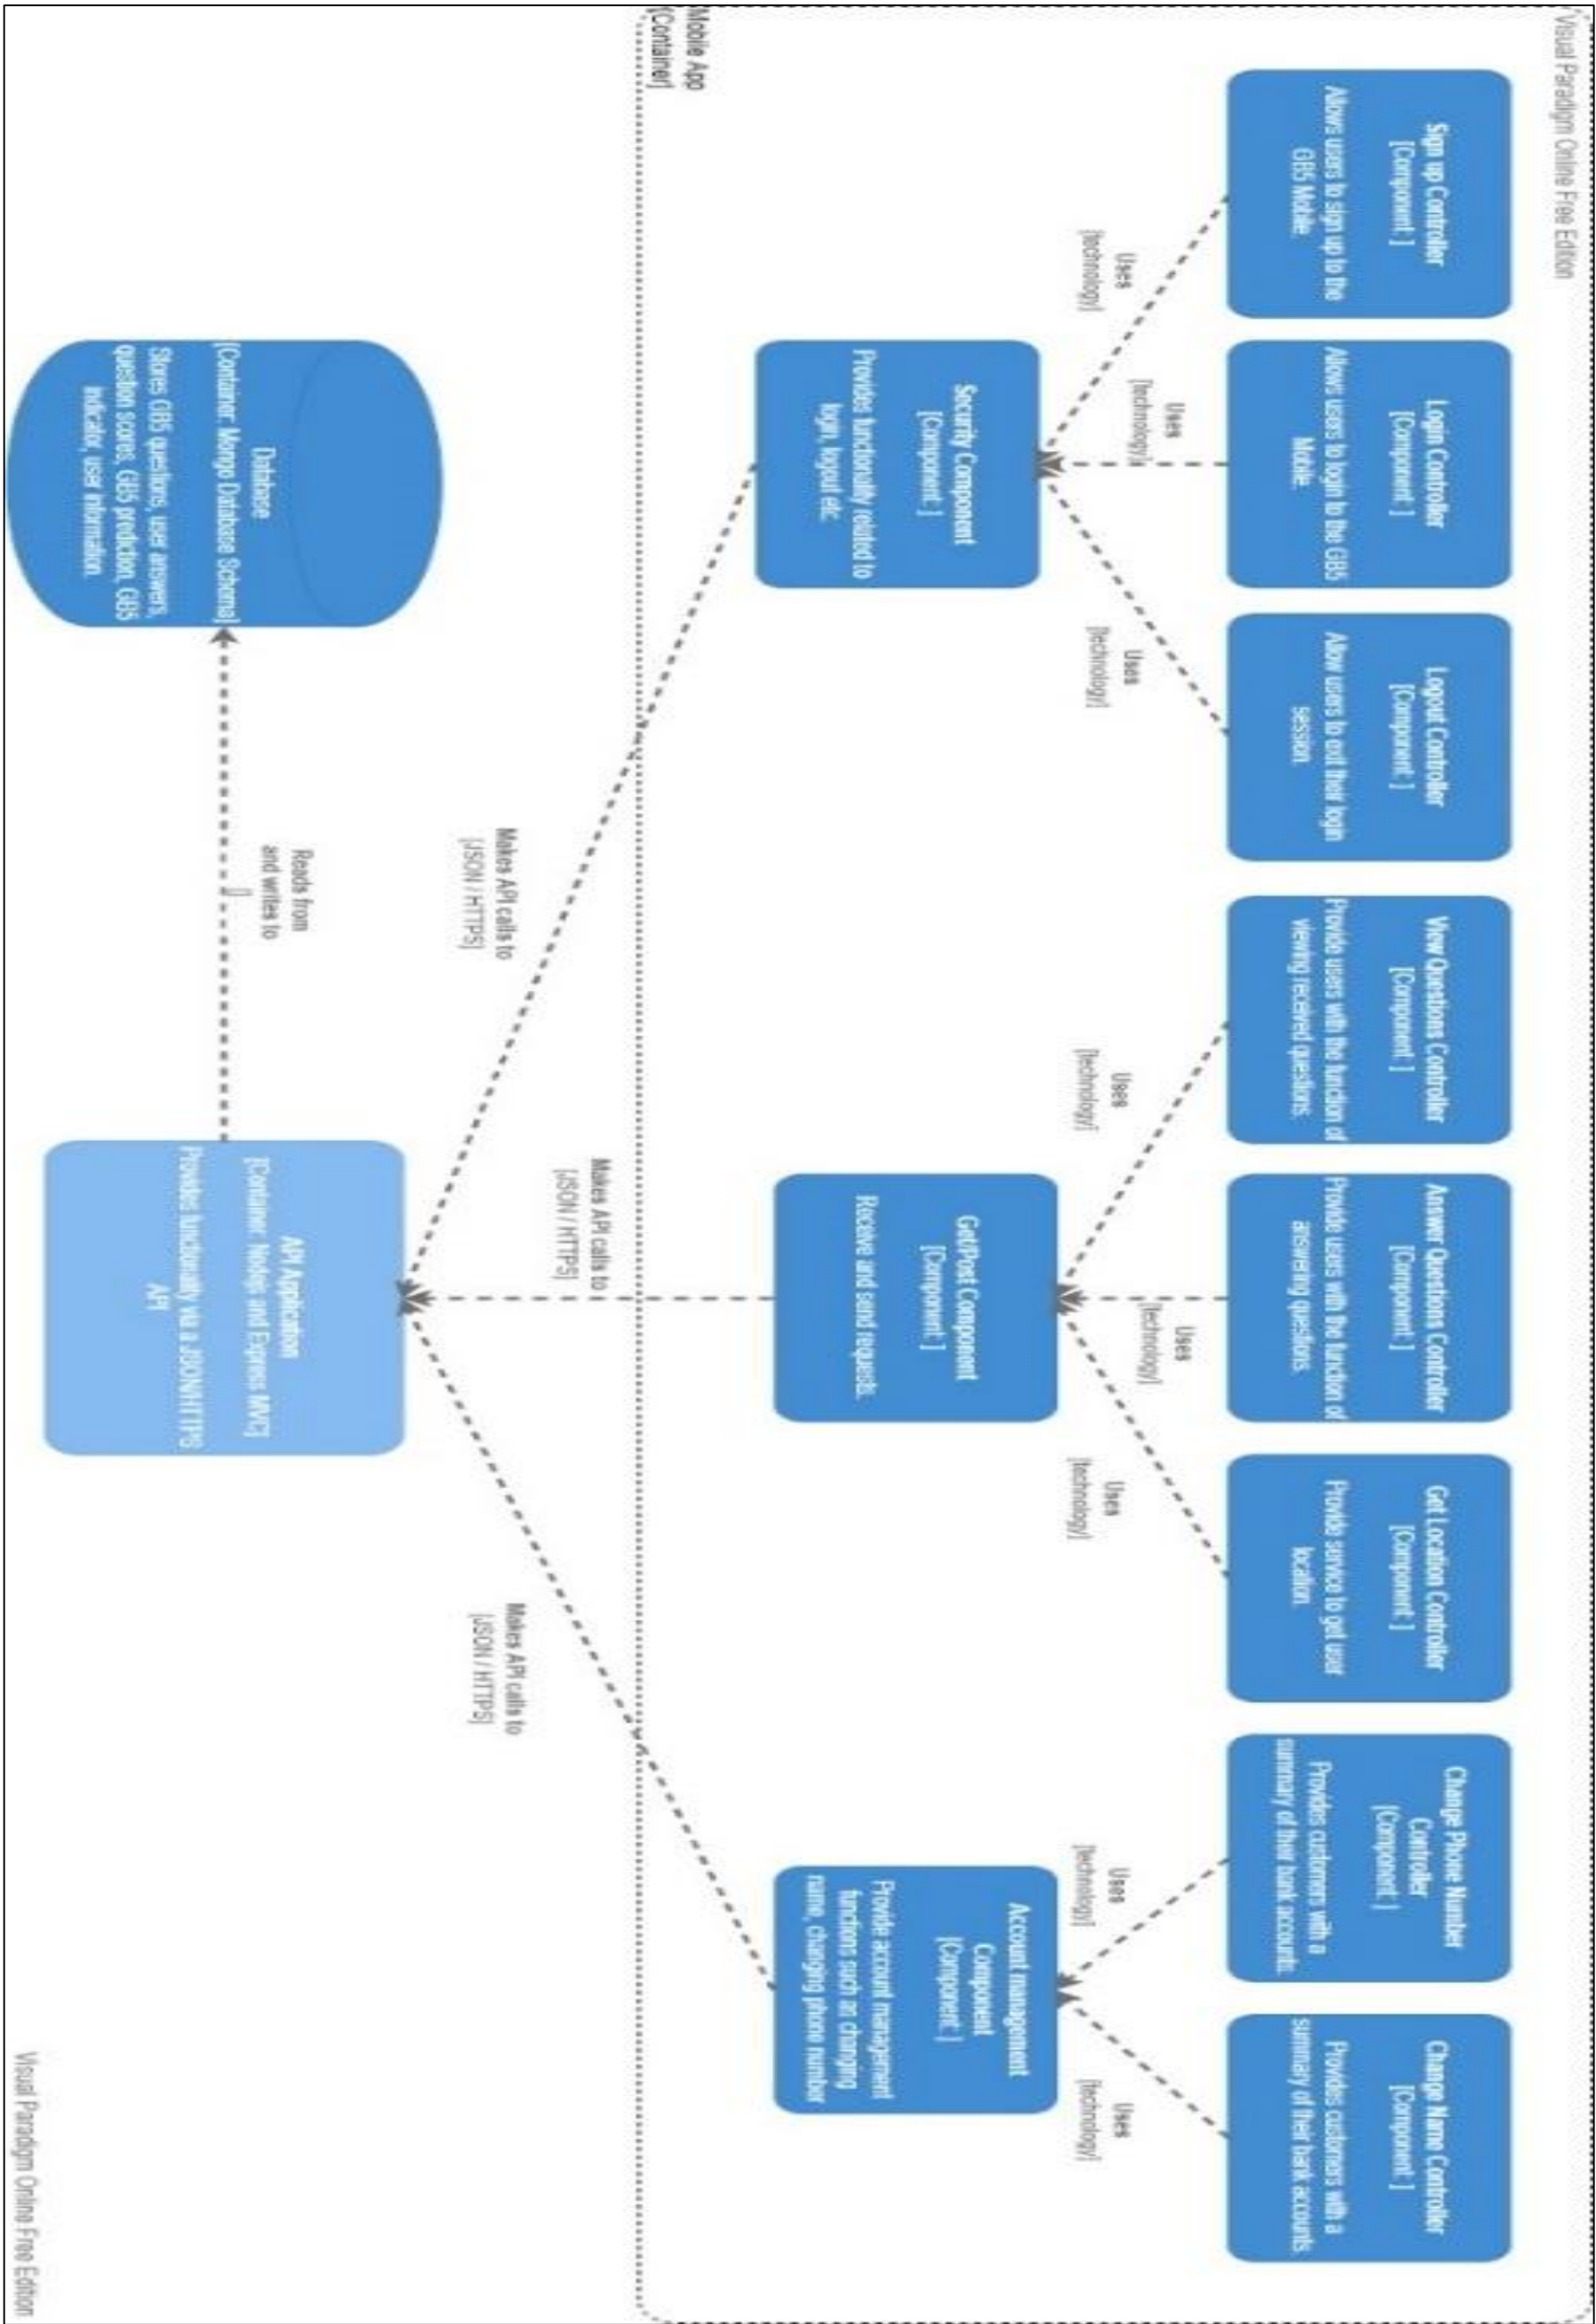 Visual Paradigm Online Free Edition
Sign up Controller
[Component: ]
Allows users to sign up to the
GB5 Mobile.
Login Controller
[Component: ]
Allows users to login to the GB5
Mobile.
Logout Controller
[Component: ]
Allow users to exit their login
session.
View Questions Controller
[Component: ]
Provide users with the function of
viewing received questions.
Answer Questions Controller
[Component: ]
Provide users with the function of
answering questions.
Get Location Controller
[Component: ]
Provide service to get user
location.
Change Phone Number
Controller
[Component: ]
Provides customers with a
summary of their bank accounts.
Change Name Controller
[Component: ]
Provides customers with a
summary of their bank accounts.
Uses
[technology]
Uses
[technology]
Uses
[technology]
Uses
[technology]
Uses
[technology]
Uses
[technology]
Uses
[technology]
Uses
[technology]
Security Component
[Component: ]
Provides functionality related to
login, logout etc.
Get/Post Component
[Component: ]
Receive and send requests.
Account management
Component
[Component: ]
Provide account management
functions such as changing
name, changing phone number
Mobile App
[Container]
Makes API calls to
[JSON / HTTPS]
Makes API calls to
[JSON / HTTPS]
Makes API calls to
[JSON / HTTPS]
Database
[Container: Mongo Database Schema]
Stores GB5 questions, user answers,
question scores, GB5 prediction, GB5
indicator, user information.
Reads from
and writes to
[]
API Application
[Container: Nodejs and Express MVC]
Provides functionally via a JSON/HTTPS
API
Visual Paradigm Online Free Edition